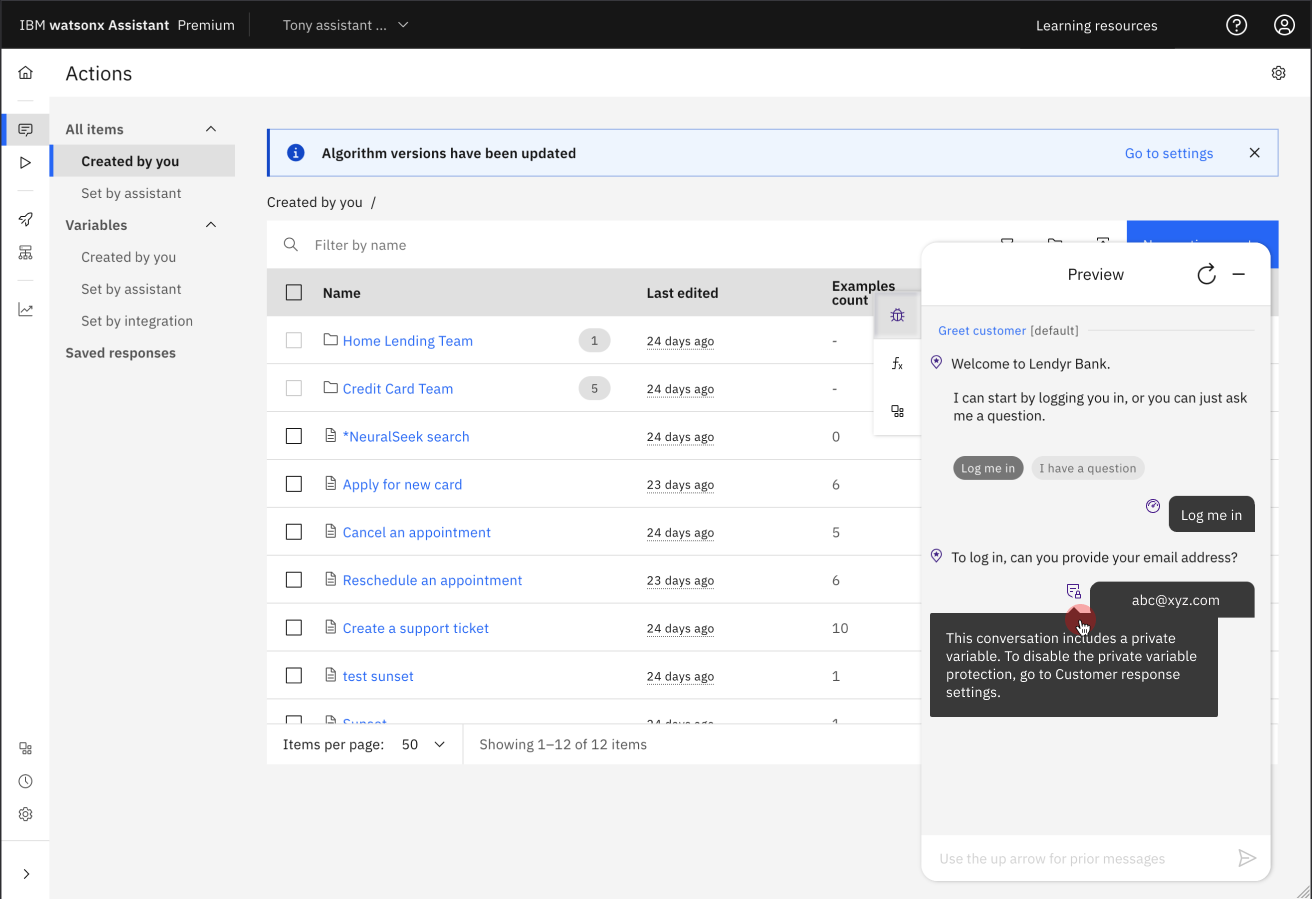 IBM watsonx Assistant Premium
Tony assistant ...
Learning resources
Actions
All items
Created by you
Set by assistant
Variables
Created by you
Set by assistant
Set by integration
Saved responses
Algorithm versions have been updated
Go to settings
Created by you /
Filter by name
Name
Last edited
Examples
count
Home Lending Team 1 24 days ago -
Credit Card Team 5 24 days ago -
*NeuralSeek search 24 days ago 0
Apply for new card 23 days ago 6
Cancel an appointment 24 days ago 5
Reschedule an appointment 23 days ago 6
Create a support ticket 24 days ago 10
test sunset 24 days ago 1
Sunset 24 days ago 1
Items per page: 50
Showing 1–12 of 12 items
Preview
Greet customer [default]
Welcome to Lendyr Bank.
I can start by logging you in, or you can just ask
me a question.
Log me in
I have a question
Log me in
To log in, can you provide your email address?
abc@xyz.com
This conversation includes a private
variable. To disable the private variable
protection, go to Customer response
settings.
Use the up arrow for prior messages